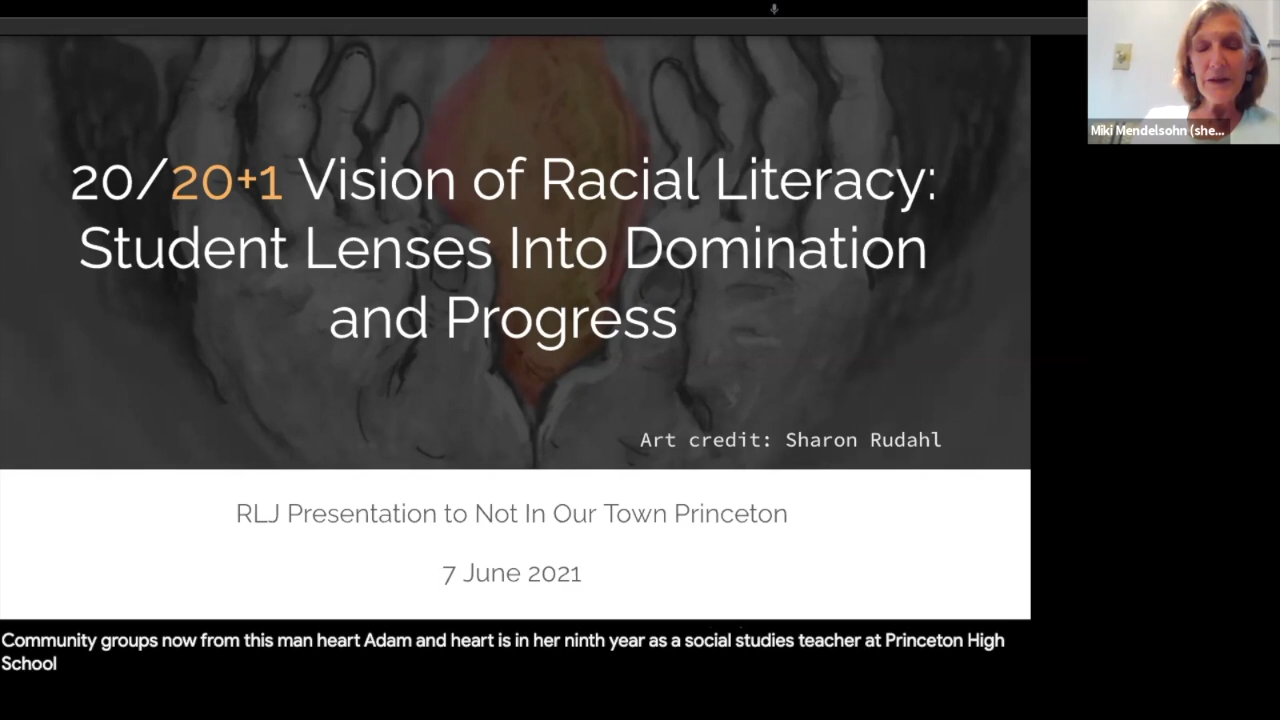 20/20+1 Vision of Racial Literacy:
Student Lenses Into Domination
and Progress
Art credit: Sharon Rudahl
RLJ Presentation to Not In Our Town Princeton
7 June 2021
Miki Mendelsohn (she...
Community groups now from this man heart Adam and heart is in her ninth year as a social studies teacher at Princeton High
School